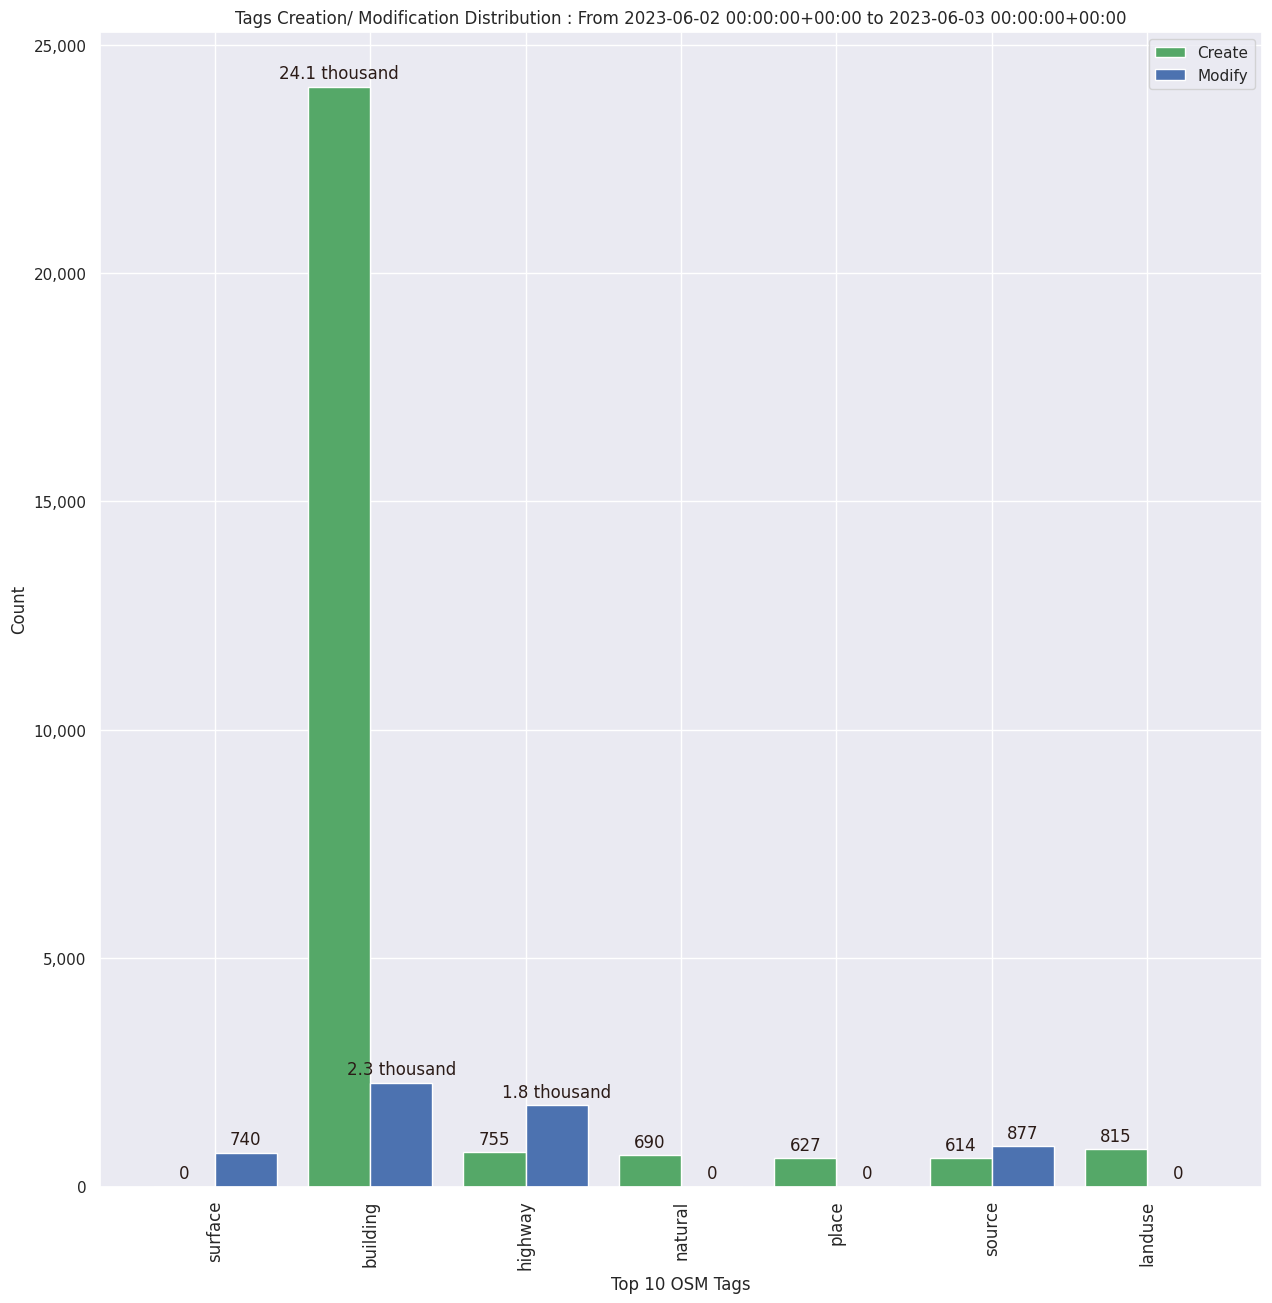 Tags Creation/ Modification Distribution : From 2023-06-02 00:00:00+00:00 to 2023-06-03 00:00:00+00:00
Create
Modify
25,000
20,000
15,000
10,000
5,000
0
Count
24.1 thousand
2.3 thousand
1.8 thousand
0
740
755
690
0
627
0
614
877
815
0
surface
building
highway
natural
place
source
landuse
Top 10 OSM Tags